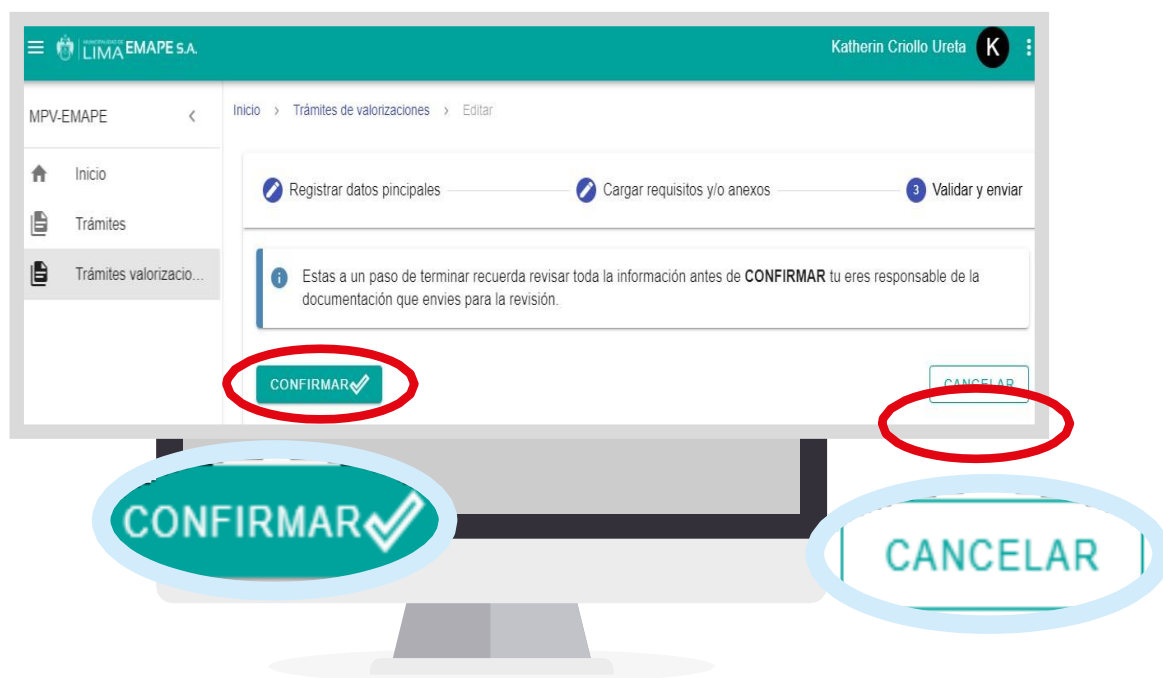 MUNICIPALIDAD DE
LIMA EMAPE S.A.
Katherin Criollo Ureta K
MPV-EMAPE
Inicio > Trámites de valorizaciones > Editar
Inicio
Trámites
Trámites valorizacio...
Registrar datos pincipales
Cargar requisitos y/o anexos
3 Validar y enviar
Estas a un paso de terminar recuerda revisar toda la información antes de CONFIRMAR tu eres responsable de la
documentación que envies para la revisión.
CONFIRMAR
CANCELAR
CONFIRMAR
CANCELAR